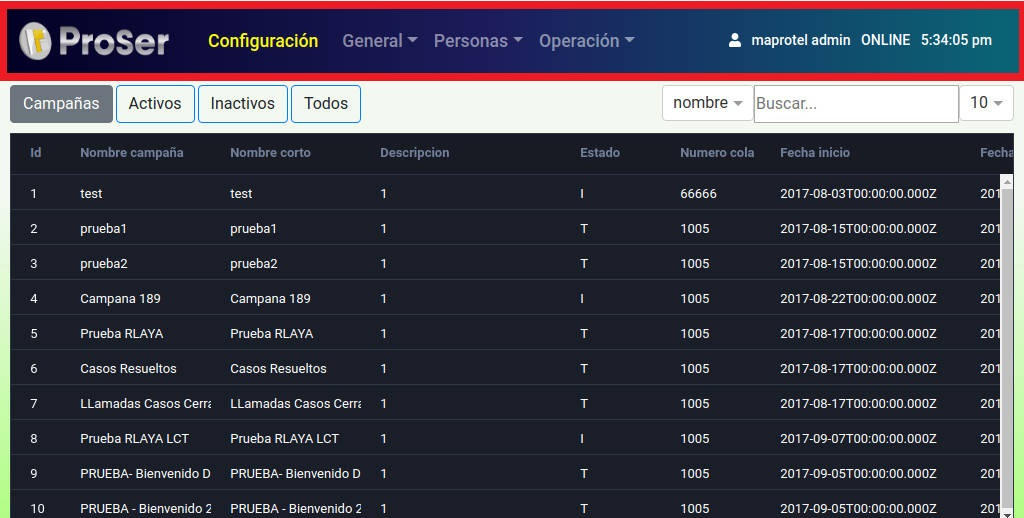 ProSer Configuración General Personas Operación maprotel admin ONLINE 5:34:05 pm
Campañas Activos Inactivos Todos nombre Buscar... 10
Id Nombre campaña Nombre corto Descripcion Estado Numero cola Fecha inicio Fecha
1 test test 1 I 66666 2017-08-03T00:00:00.000Z 201
2 prueba1 prueba1 1 T 1005 2017-08-15T00:00:00.000Z 201
3 prueba2 prueba2 1 T 1005 2017-08-15T00:00:00.000Z 201
4 Campana 189 Campana 189 1 I 1005 2017-08-22T00:00:00.000Z 201
5 Prueba RLAYA Prueba RLAYA 1 T 1005 2017-08-17T00:00:00.000Z 201
6 Casos Resueltos Casos Resueltos 1 T 1005 2017-08-17T00:00:00.000Z 201
7 LLamadas Casos Cerra LLamadas Casos Cerra 1 T 1005 2017-08-17T00:00:00.000Z 201
8 Prueba RLAYA LCT Prueba RLAYA LCT 1 I 1005 2017-09-07T00:00:00.000Z 201
9 PRUEBA- Bienvenido D PRUEBA- Bienvenido D 1 T 1005 2017-09-05T00:00:00.000Z 201
10 PRUEBA - Bienvenido 2 PRUEBA - Bienvenido 2 1 T 1005 2017-09-05T00:00:00.000Z 201